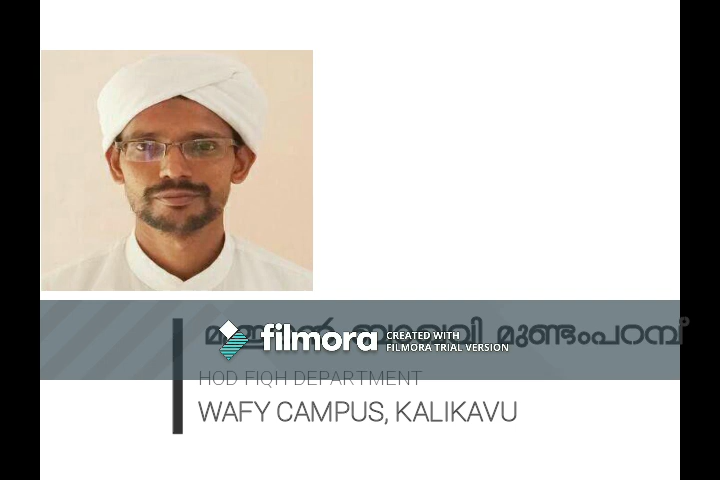 മുണ്ടംപറമ്പ്
filmora
CREATED WITH
FILMORA TRIAL VERSION
HOD FIQH DEPARTMENT
WAFY CAMPUS, KALIKAVU